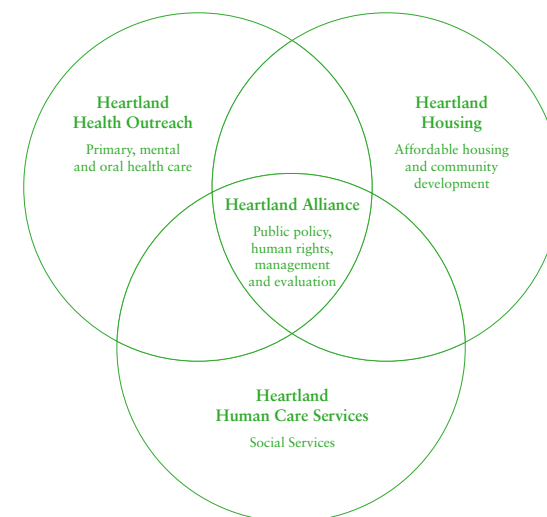 Heartland
Health Outreach
Primary, mental
and oral health care
Heartland
Housing
Affordable housing
and community
development
Heartland Alliance
Public policy,
human rights,
management
and evaluation
Heartland
Human Care Services
Social Services